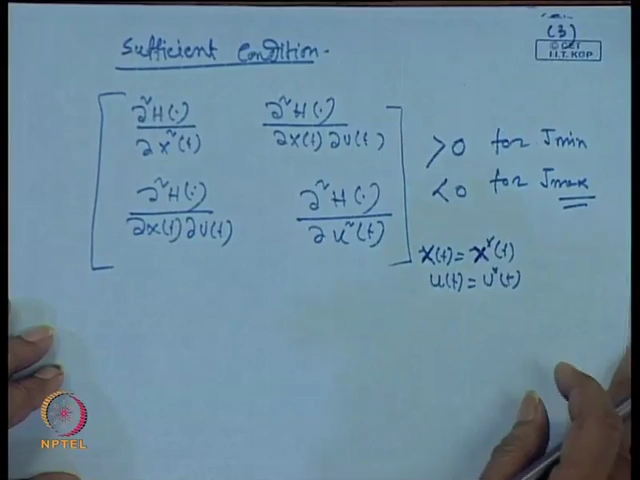 (3)
© CET
I.I.T. KGP
Sufficient Condition.
∂²H(·) ∂²H(·)
∂x²(t) ∂x(t)∂u(t)
∂²H(·) ∂²H(·)
∂x(t)∂u(t) ∂u²(t)
>0 for Jmin
<0 for Jmax
x(t) = x*(t)
u(t) = u*(t)
NPTEL